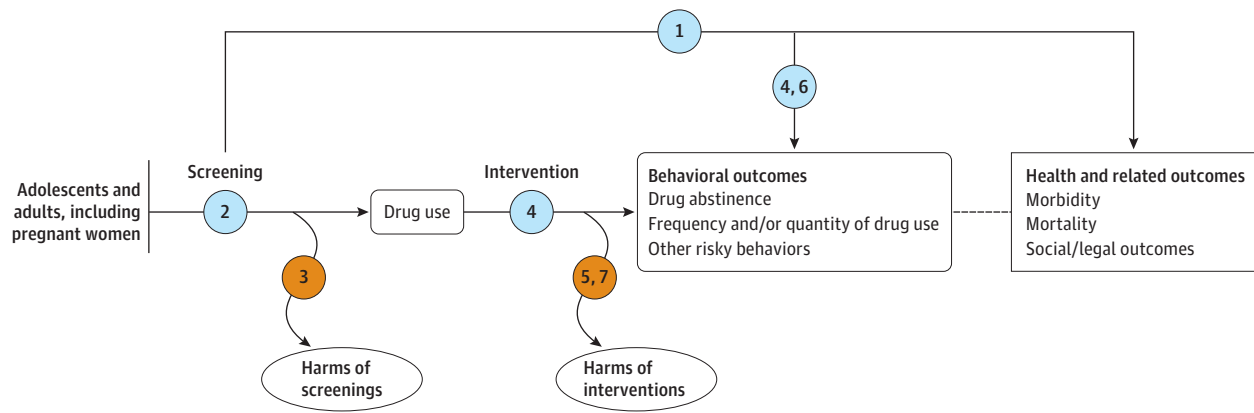 1
4, 6
Adolescents and
adults, including
pregnant women
Screening
2
3
Harms of
screenings
Drug use
Intervention
4
5, 7
Harms of
interventions
Behavioral outcomes
Drug abstinence
Frequency and/or quantity of drug use
Other risky behaviors
Health and related outcomes
Morbidity
Mortality
Social/legal outcomes